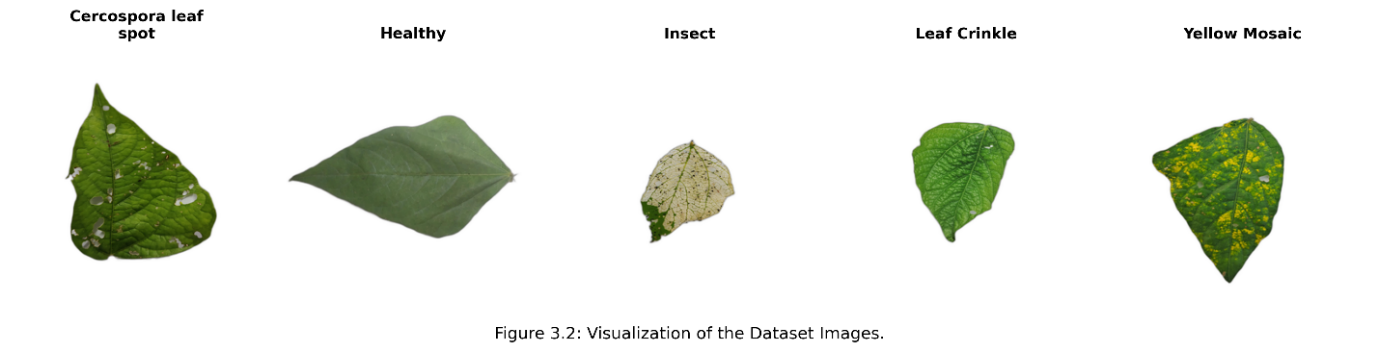 Cercospora leaf
spot
Healthy
Insect
Leaf Crinkle
Yellow Mosaic
Figure 3.2: Visualization of the Dataset Images.